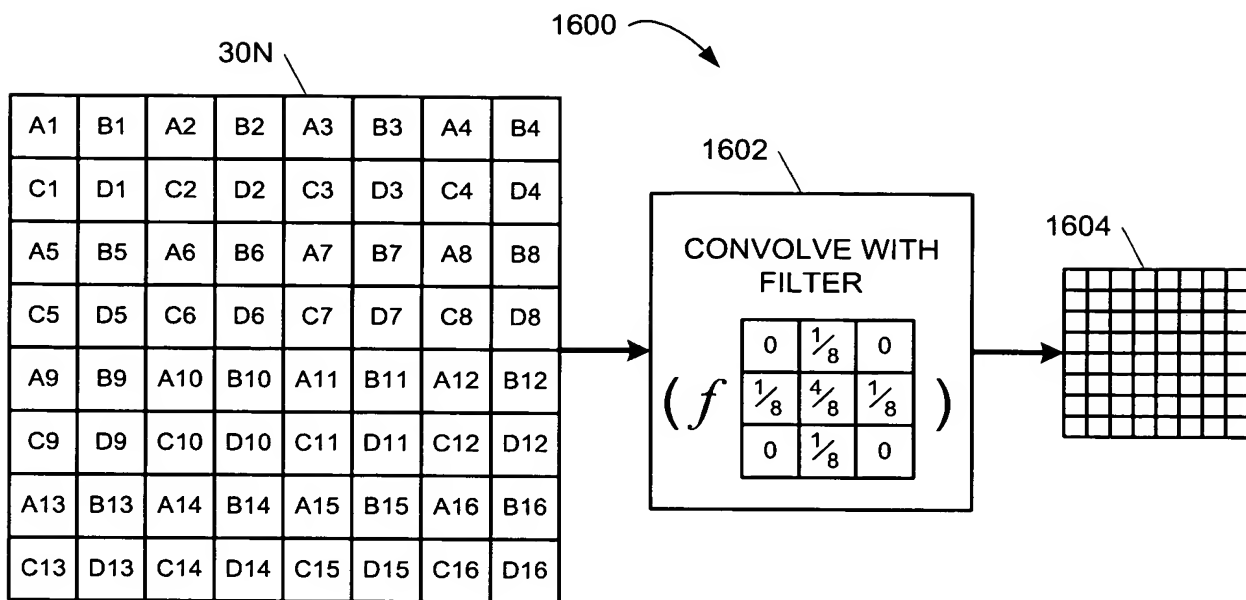 1600
30N
A1 B1 A2 B2 A3 B3 A4 B4
C1 D1 C2 D2 C3 D3 C4 D4
A5 B5 A6 B6 A7 B7 A8 B8
C5 D5 C6 D6 C7 D7 C8 D8
A9 B9 A10 B10 A11 B11 A12 B12
C9 D9 C10 D10 C11 D11 C12 D12
A13 B13 A14 B14 A15 B15 A16 B16
C13 D13 C14 D14 C15 D15 C16 D16
1602
CONVOLVE WITH
FILTER
0 1/8 0
( f 1/8 4/8 1/8 )
0 1/8 0
1604